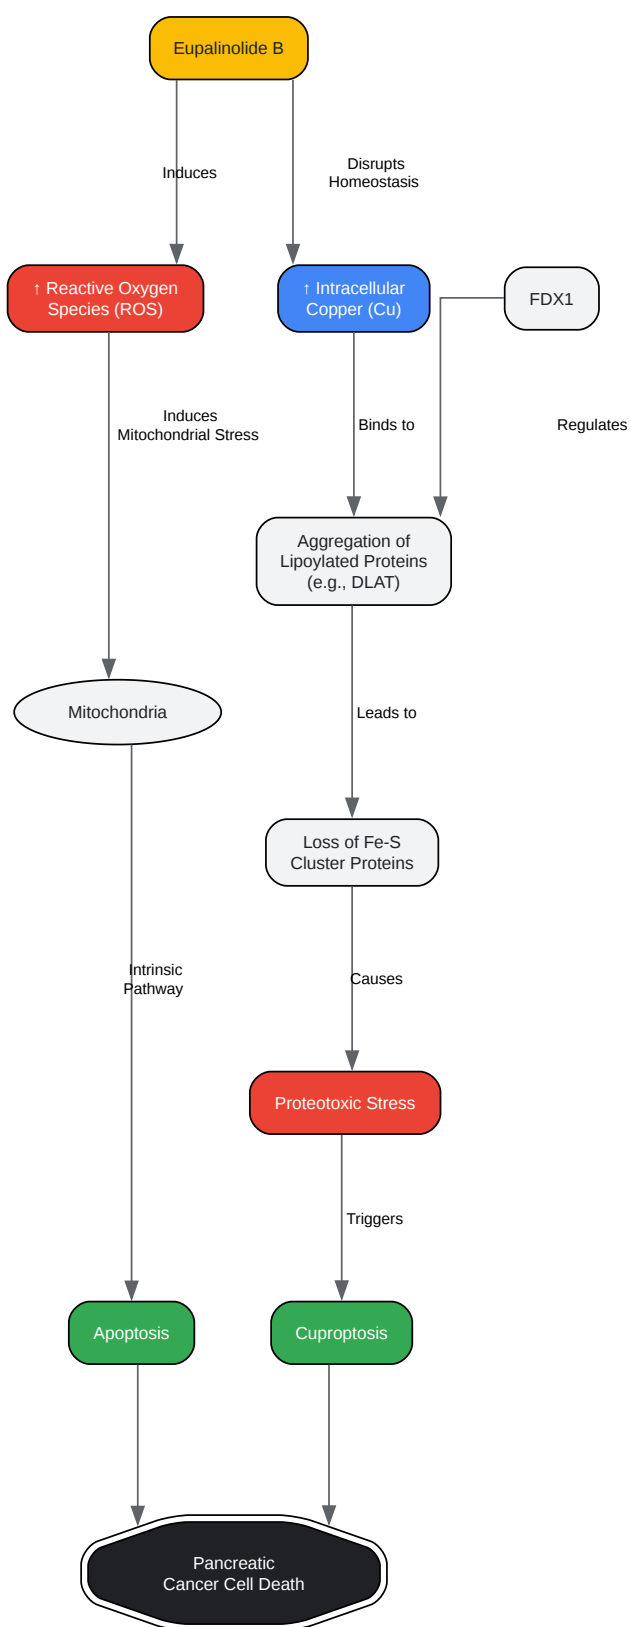 Eupalinolide B
Induces
Disrupts
Homeostasis
↑ Reactive Oxygen
Species (ROS)
↑ Intracellular
Copper (Cu)
FDX1
Induces
Mitochondrial Stress
Binds to
Regulates
Aggregation of
Lipoylated Proteins
(e.g., DLAT)
Mitochondria
Leads to
Loss of Fe-S
Cluster Proteins
Intrinsic
Pathway
Causes
Proteotoxic Stress
Triggers
Apoptosis
Cuproptosis
Pancreatic
Cancer Cell Death